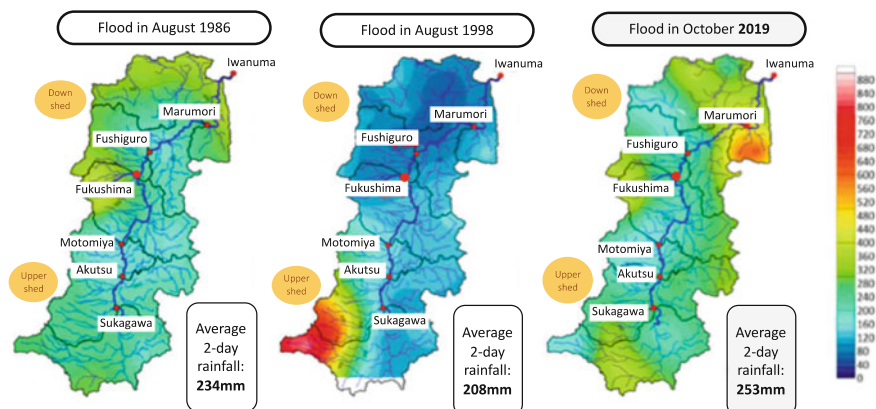 Flood in August 1986
Iwanuma
Down
shed
Marumori
Fushiguro
Fukushima
Motomiya
Upper
shed
Akutsu
Sukagawa
Average
2-day
rainfall:
234mm
Flood in August 1998
Iwanuma
Down
shed
Marumori
Fushiguro
Fukushima
Motomiya
Upper
shed
Akutsu
Sukagawa
Average
2-day
rainfall:
208mm
Flood in October 2019
Iwanuma
Down
shed
Marumori
Fushiguro
Fukushima
Motomiya
Upper
shed
Akutsu
Sukagawa
Average
2-day
rainfall:
253mm
880
800
720
640
600
560
520
480
440
400
360
320
280
240
200
160
120
80
40
0